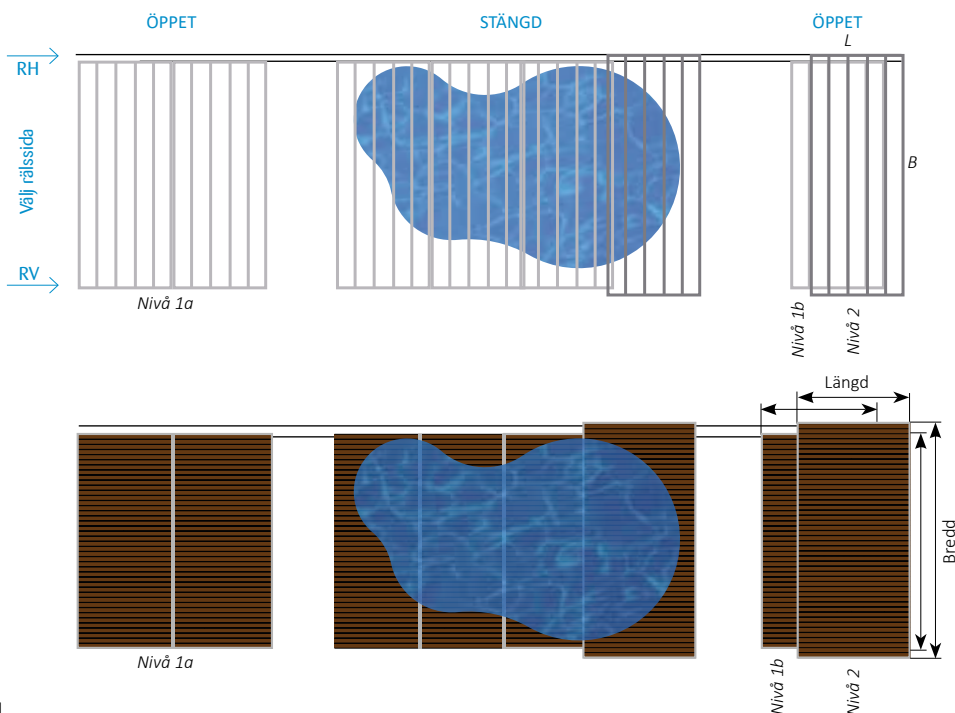 ÖPPET
STÄNGD
ÖPPET
L
RH
Välj rälssida
B
RV
Nivå 1a
Nivå 1b
Nivå 2
Längd
Bredd
Nivå 1a
Nivå 1b
Nivå 2